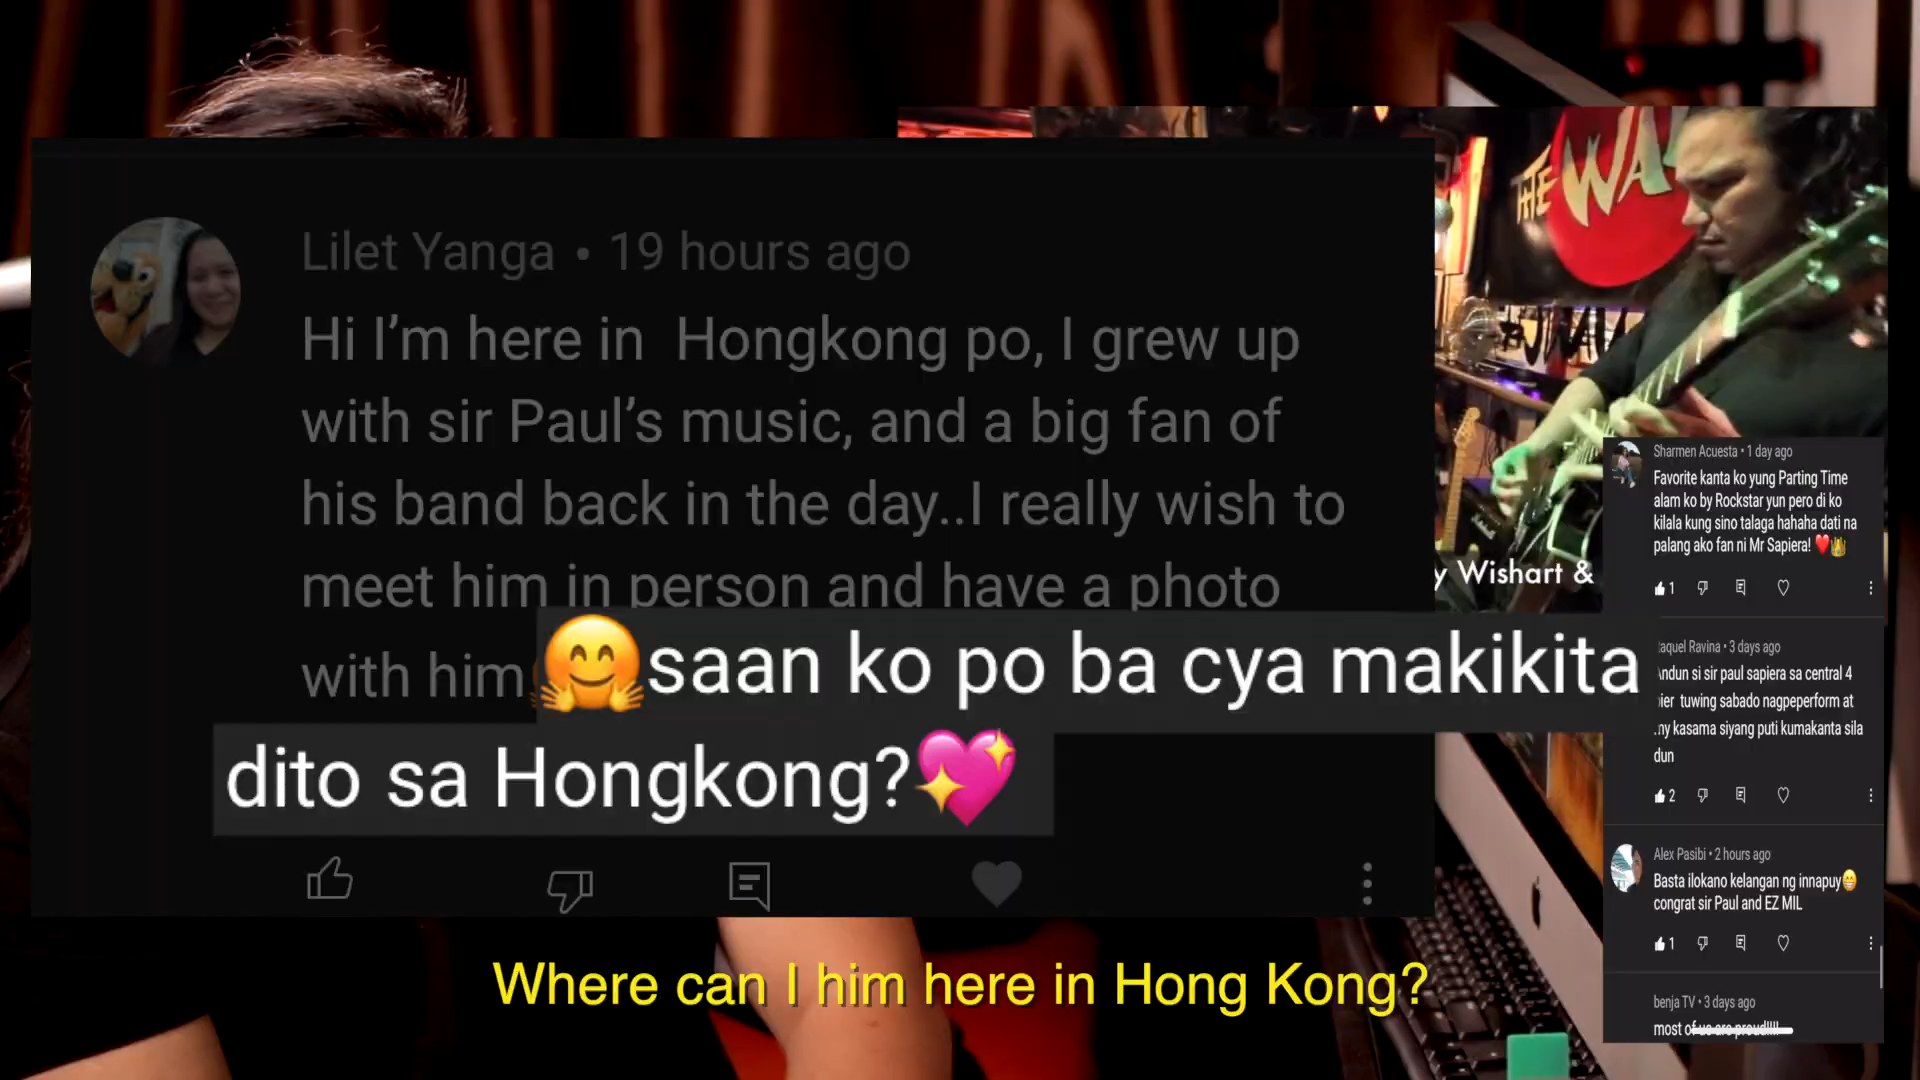 Lilet Yanga • 19 hours ago
Hi I’m here in Hongkong po, I grew up
with sir Paul’s music, and a big fan of
his band back in the day..I really wish to
meet him in person and have a photo
with him🤗saan ko po ba cya makikita
dito sa Hongkong?💖
Where can I him here in Hong Kong?
THE
y Wishart &
Sharmen Acuesta • 1 day ago
Favorite kanta ko yung Parting Time
alam ko by Rockstar yun pero di ko
kilala kung sino talaga hahaha dati na
palang ako fan ni Mr Sapiera! ❤️👑
1
aquel Ravina • 3 days ago
Andun si sir paul sapiera sa central 4
ier tuwing sabado nagpeperform at
.ny kasama siyang puti kumakanta sila
dun
2
Alex Pasibi • 2 hours ago
Basta ilokano kelangan ng innapuy😁
congrat sir Paul and EZ MIL
1
benja TV • 3 days ago
most of us are proud!!!!